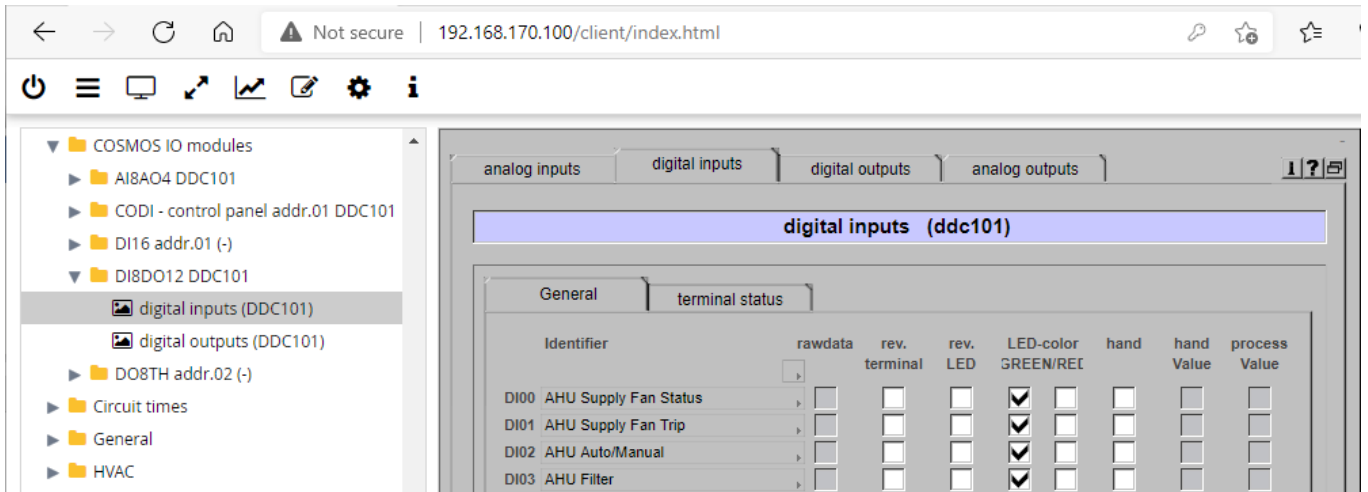 Not secure | 192.168.170.100/client/index.html
COSMOS IO modules
AI8AO4 DDC101
CODI - control panel addr.01 DDC101
DI16 addr.01 (-)
DI8DO12 DDC101
digital inputs (DDC101)
digital outputs (DDC101)
DO8TH addr.02 (-)
Circuit times
General
HVAC
analog inputs digital inputs digital outputs analog outputs
digital inputs (ddc101)
General terminal status
Identifier rawdata rev. rev. LED-color hand hand process
terminal LED GREEN/RED Value Value
DI00 AHU Supply Fan Status
DI01 AHU Supply Fan Trip
DI02 AHU Auto/Manual
DI03 AHU Filter